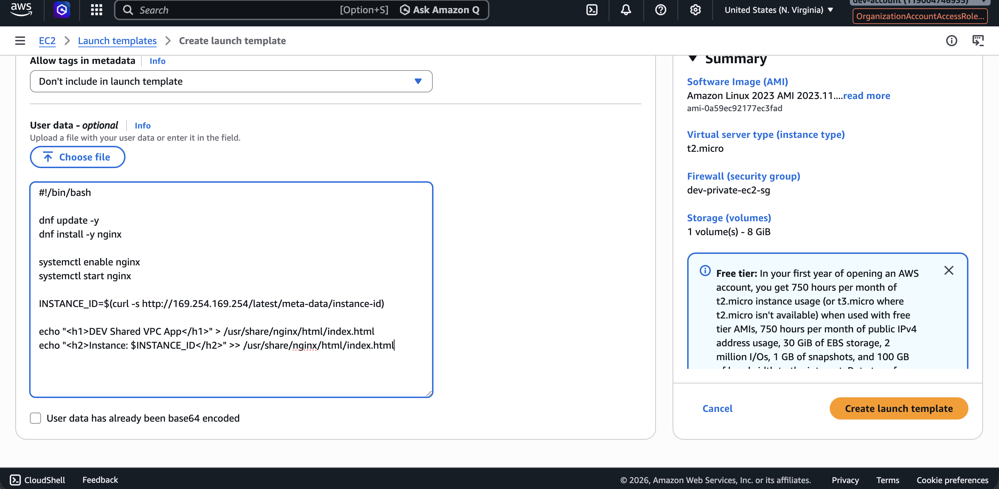 aws
Search
[Option+S]
Ask Amazon Q
United States (N. Virginia)
dev-account (119004746935)
OrganizationAccountAccessRole...
EC2
Launch templates
Create launch template
Allow tags in metadata
Info
Don't include in launch template
User data - optional
Info
Upload a file with your user data or enter it in the field.
Choose file
#!/bin/bash
dnf update -y
dnf install -y nginx
systemctl enable nginx
systemctl start nginx
INSTANCE_ID=$(curl -s http://169.254.169.254/latest/meta-data/instance-id)
echo "<h1>DEV Shared VPC App</h1>" > /usr/share/nginx/html/index.html
echo "<h2>Instance: $INSTANCE_ID</h2>" >> /usr/share/nginx/html/index.html
User data has already been base64 encoded
Summary
Software Image (AMI)
Amazon Linux 2023 AMI 2023.11....read more
ami-0a59ec92177ec3fad
Virtual server type (instance type)
t2.micro
Firewall (security group)
dev-private-ec2-sg
Storage (volumes)
1 volume(s) - 8 GiB
Free tier: In your first year of opening an AWS
account, you get 750 hours per month of
t2.micro instance usage (or t3.micro where
t2.micro isn't available) when used with free
tier AMIs, 750 hours per month of public IPv4
address usage, 30 GiB of EBS storage, 2
million I/Os, 1 GB of snapshots, and 100 GB
Cancel
Create launch template
CloudShell
Feedback
© 2026, Amazon Web Services, Inc. or its affiliates.
Privacy
Terms
Cookie preferences